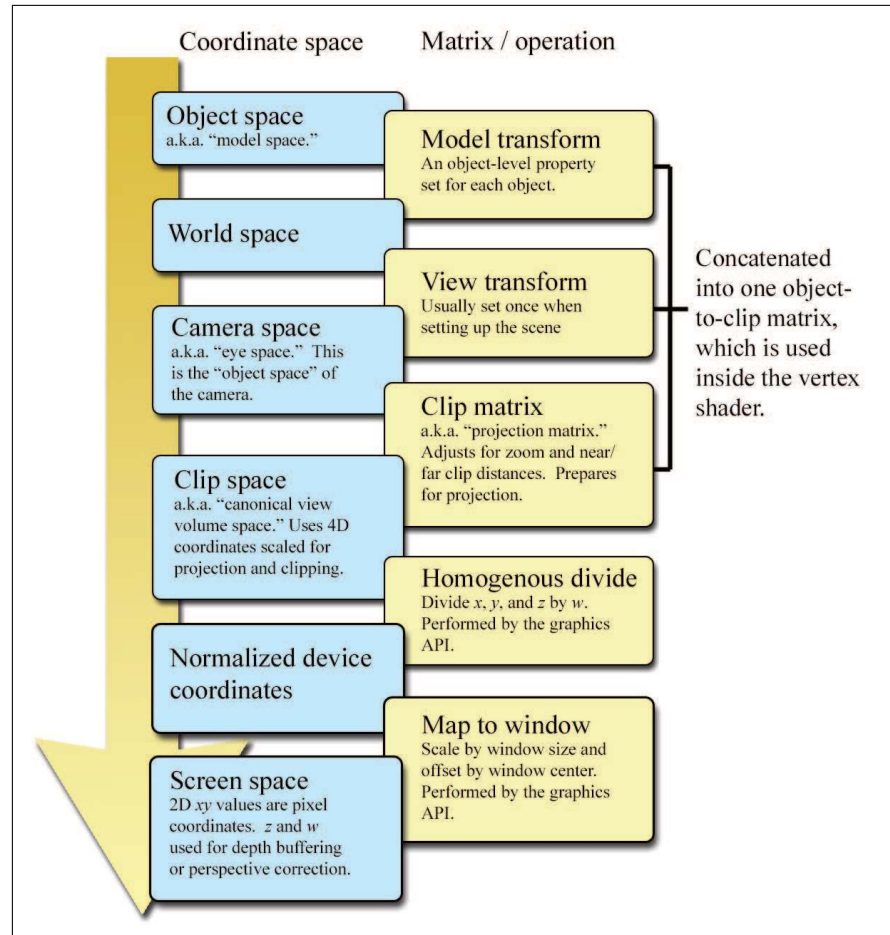 Coordinate space
Matrix / operation
Object space
a.k.a. “model space.”
Model transform
An object-level property
set for each object.
World space
View transform
Usually set once when
setting up the scene
Camera space
a.k.a. “eye space.” This
is the “object space” of
the camera.
Clip matrix
a.k.a. “projection matrix.”
Adjusts for zoom and near/
far clip distances. Prepares
for projection.
Concatenated
into one object-
to-clip matrix,
which is used
inside the vertex
shader.
Clip space
a.k.a. “canonical view
volume space.” Uses 4D
coordinates scaled for
projection and clipping.
Homogenous divide
Divide x, y, and z by w.
Performed by the graphics
API.
Normalized device
coordinates
Map to window
Scale by window size and
offset by window center.
Performed by the graphics
API.
Screen space
2D xy values are pixel
coordinates. z and w
used for depth buffering
or perspective correction.